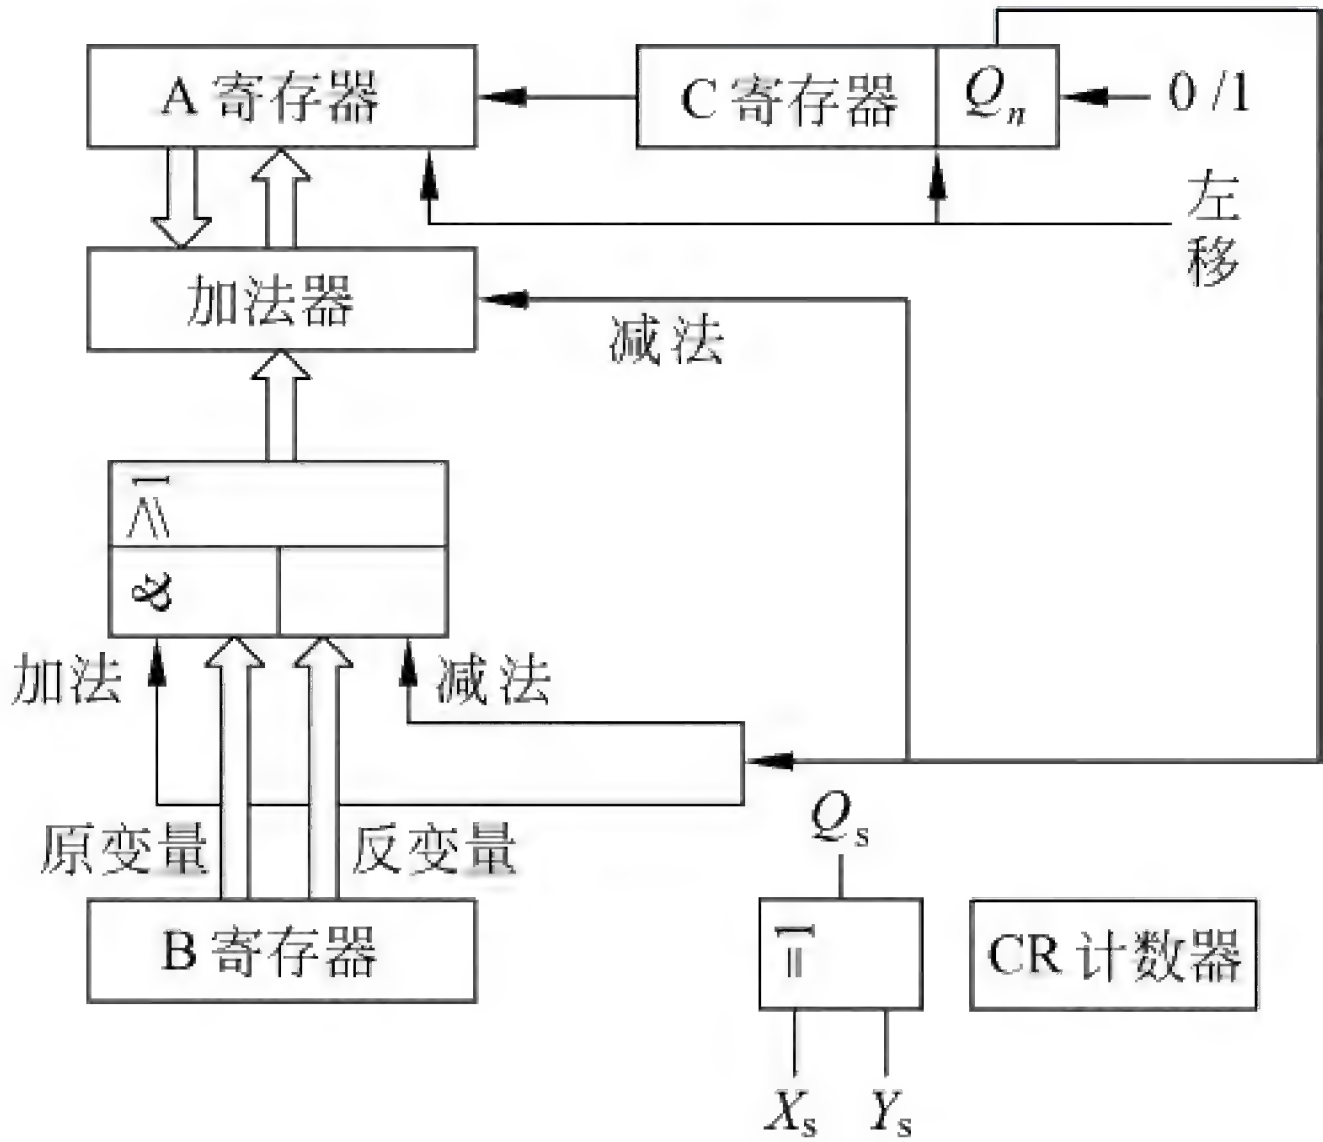 A 寄存器
C 寄存器
Qn
0 /1
左
移
加法器
减法
≥1
&
加法
减法
原变量
反变量
Qs
B 寄存器
=1
CR 计数器
Xs
Ys